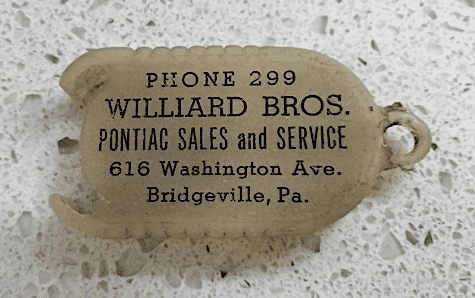 PHONE 299
WILLIARD BROS.
PONTIAC SALES and SERVICE
616 Washington Ave.
Bridgeville, Pa.